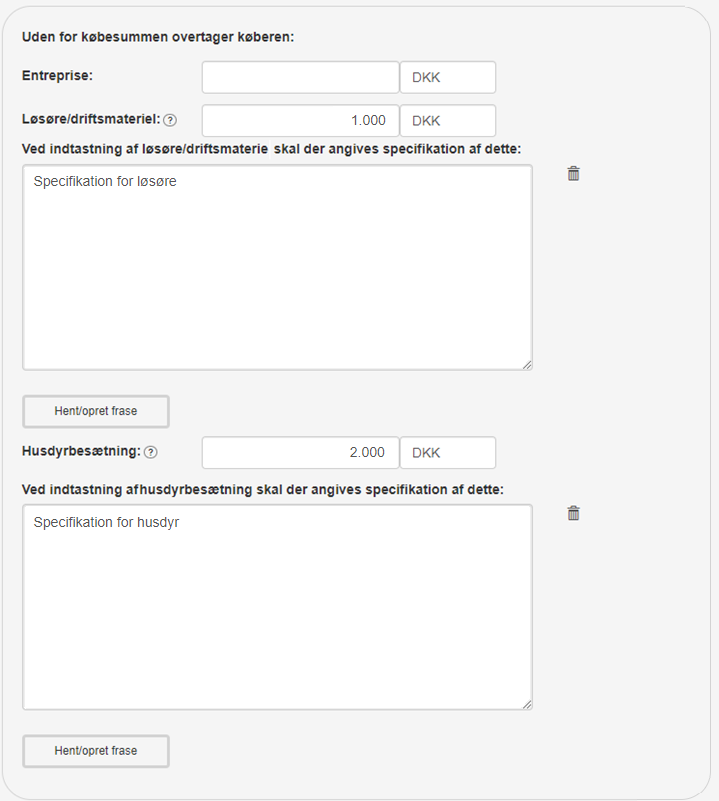 Uden for købesummen overtager køberen:
Entreprise:
DKK
Løsøre/driftsmateriel: ?
1.000
DKK
Ved indtastning af løsøre/driftsmaterie skal der angives specifikation af dette:
Specifikation for løsøre
Hent/opret frase
Husdyrbesætning: ?
2.000
DKK
Ved indtastning afhusdyrbesætning skal der angives specifikation af dette:
Specifikation for husdyr
Hent/opret frase